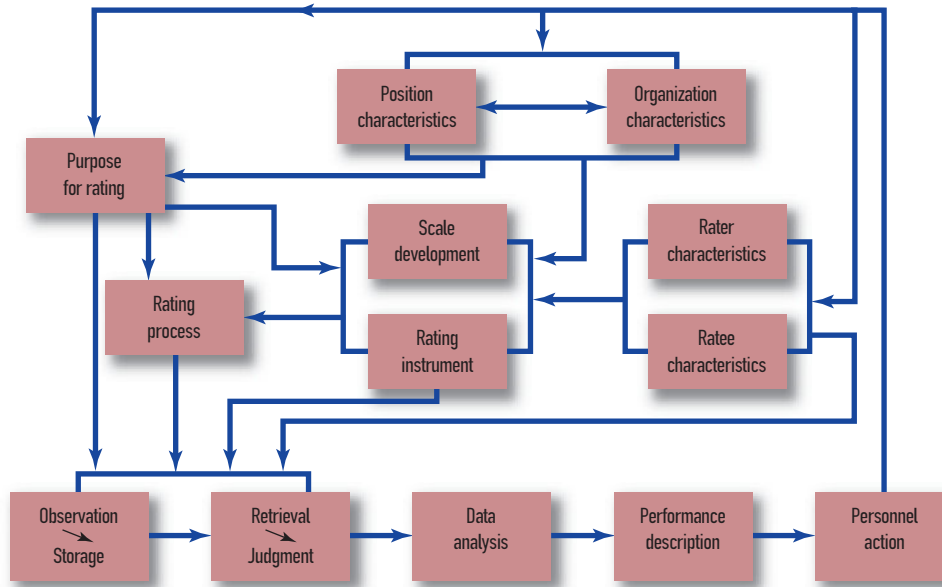 Position
characteristics
Organization
characteristics
Purpose
for rating
Scale
development
Rater
characteristics
Rating
process
Rating
instrument
Ratee
characteristics
Observation
Storage
Retrieval
Judgment
Data
analysis
Performance
description
Personnel
action